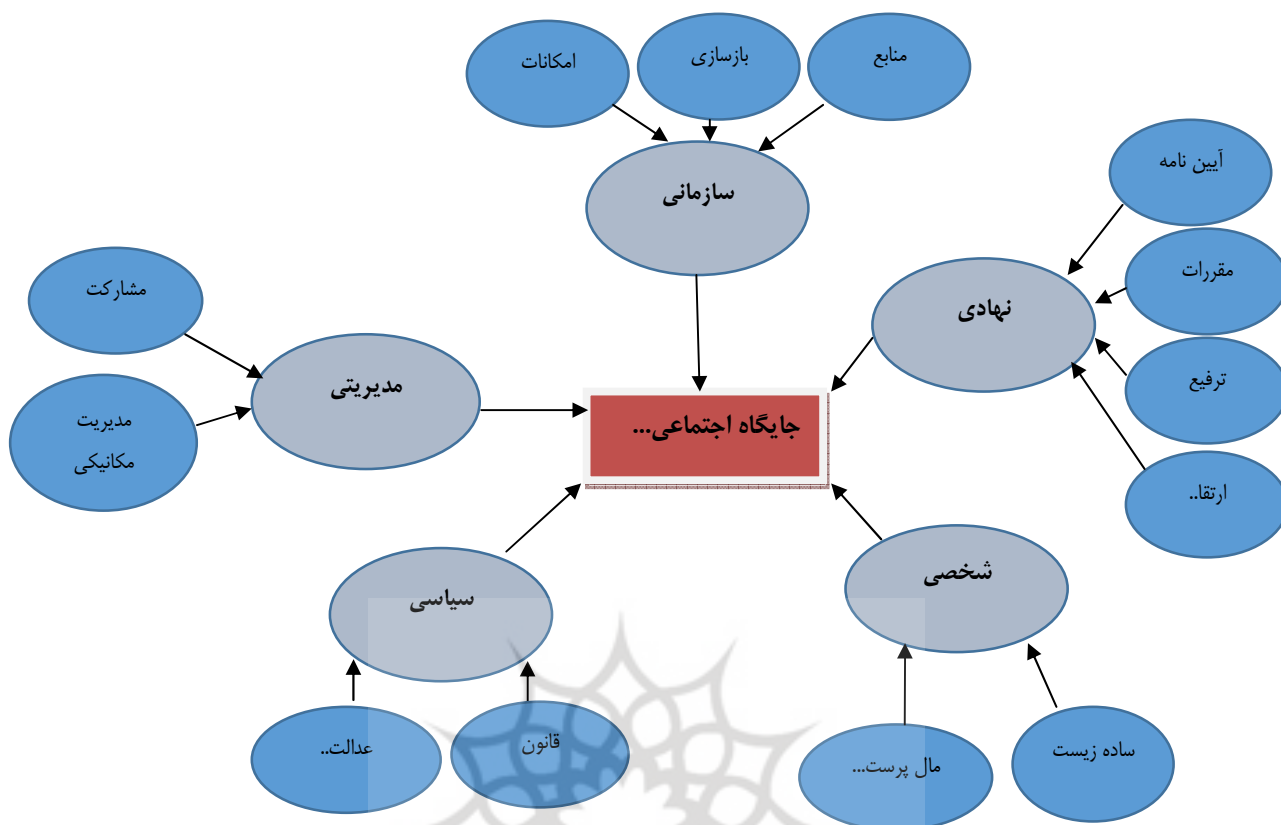 منابع
بازسازی
امکانات
سازمانی
آیین نامه
مقررات
ترفیع
ارتقا..
نهادی
مشارکت
مدیریت
مکانیکی
مدیریتی
جایگاه اجتماعی...
شخصی
ساده زیست
مال پرست...
سیاسی
قانون
عدالت..